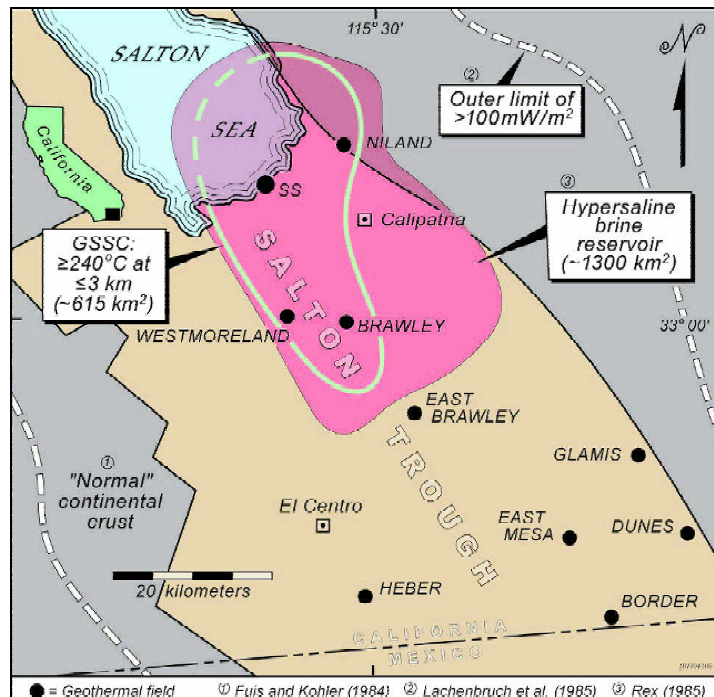 115° 30'
SALTON
SEA
②
Outer limit of
>100mW/m²
N
NILAND
California
SS
③
Hypersaline
brine
reservoir
(~1300 km²)
Calipatria
GSSC:
≥240°C at
≤3 km
(~615 km²)
SALTON
WESTMORELAND
BRAWLEY
33° 00'
EAST
BRAWLEY
TROUGH
GLAMIS
①
"Normal"
continental
crust
El Centro
EAST
MESA
DUNES
20 kilometers
HEBER
BORDER
CALIFORNIA
MEXICO
● = Geothermal field ① Fuis and Kohler (1984) ② Lachenbruch et al. (1985) ③ Rex (1985)